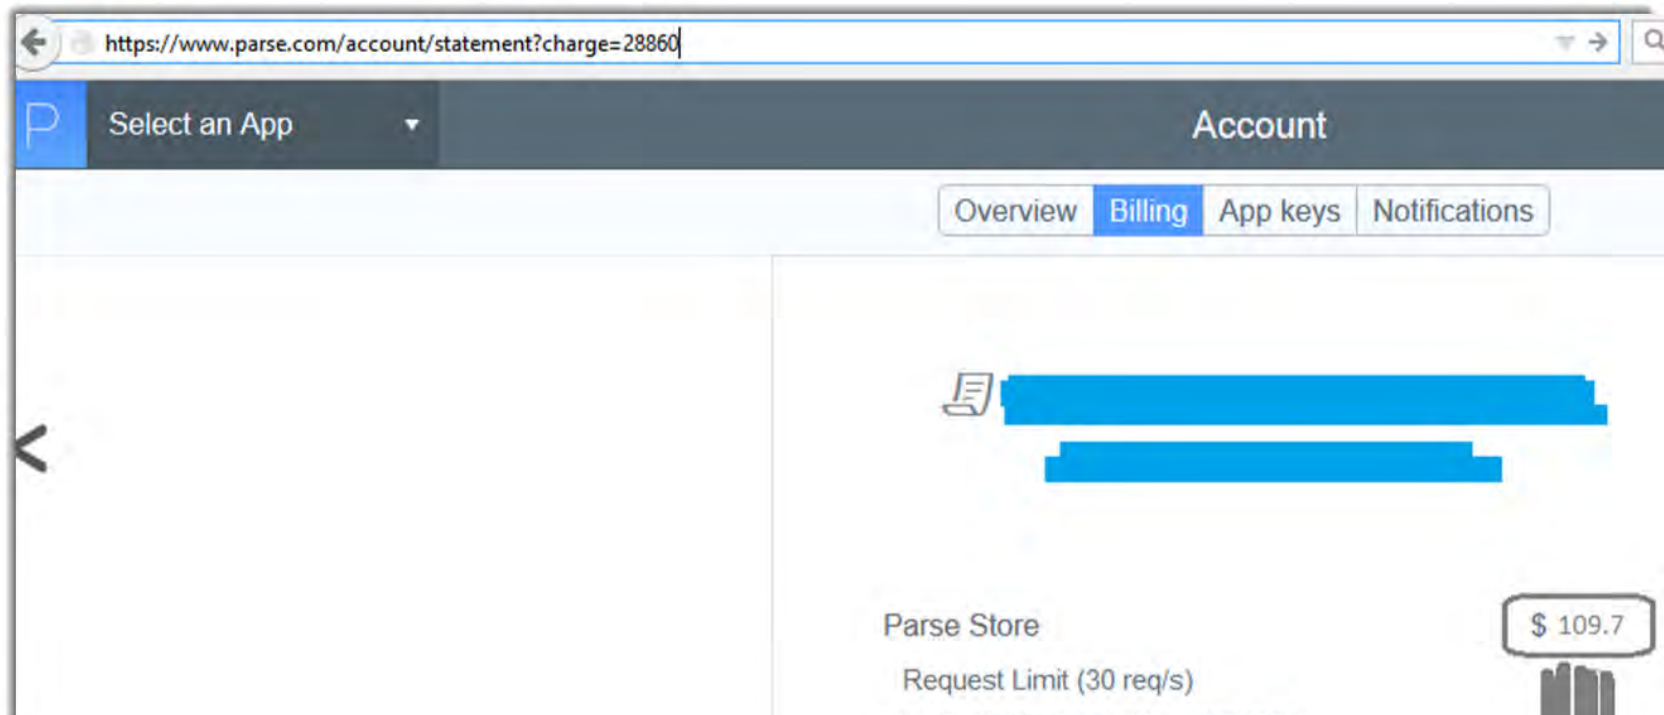 https://www.parse.com/account/statement?charge=28860
P Select an App Account
Overview Billing App keys Notifications
Parse Store $ 109.7
Request Limit (30 req/s)